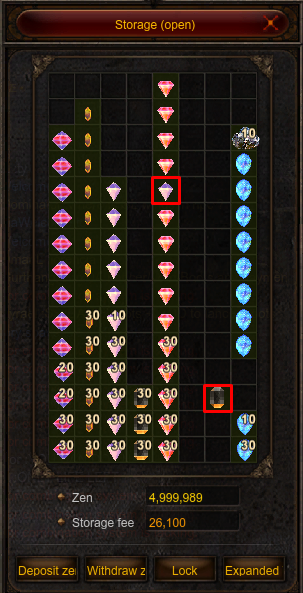 Storage (open)
10
30 10
30 30 30
20 30 30 30
20 30 30 30 30
30 30 30 30 10
30 30 30 30 30 30
Zen 4,999,989
Storage fee 26,100
Deposit ze
Withdraw z
Lock
Expanded